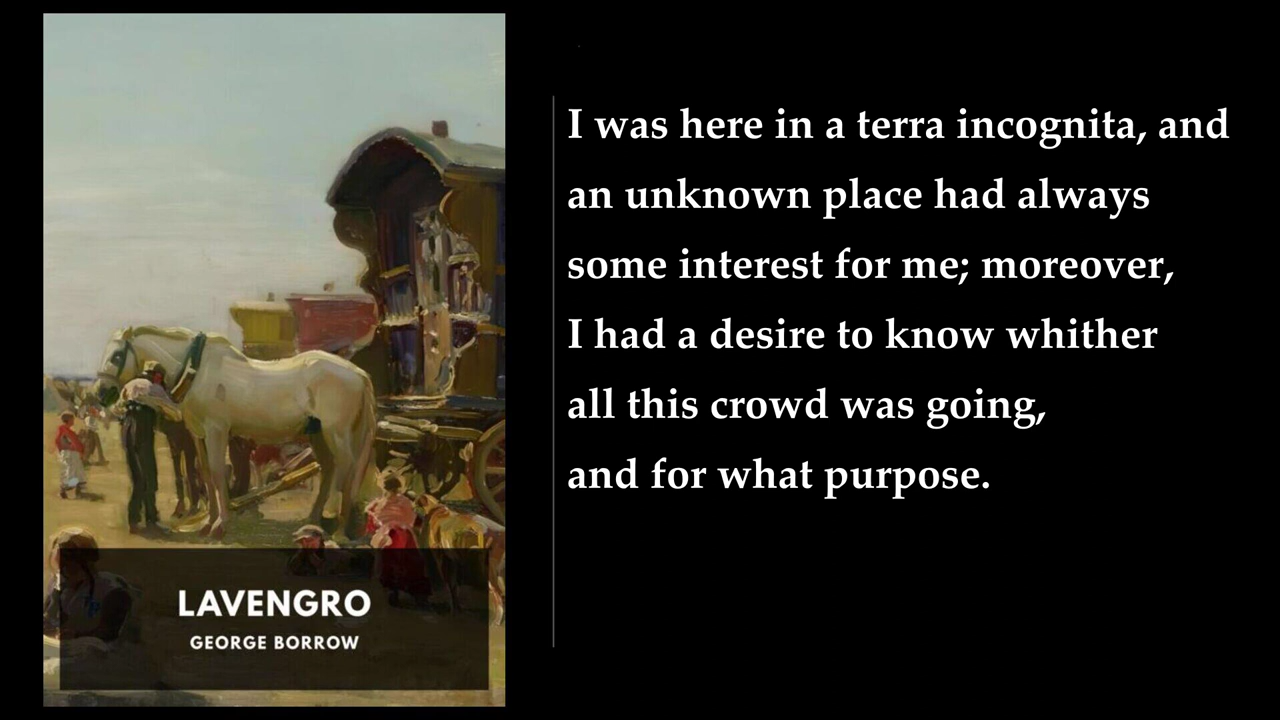 LAVENGRO
GEORGE BORROW
I was here in a terra incognita, and
an unknown place had always
some interest for me; moreover,
I had a desire to know whither
all this crowd was going,
and for what purpose.